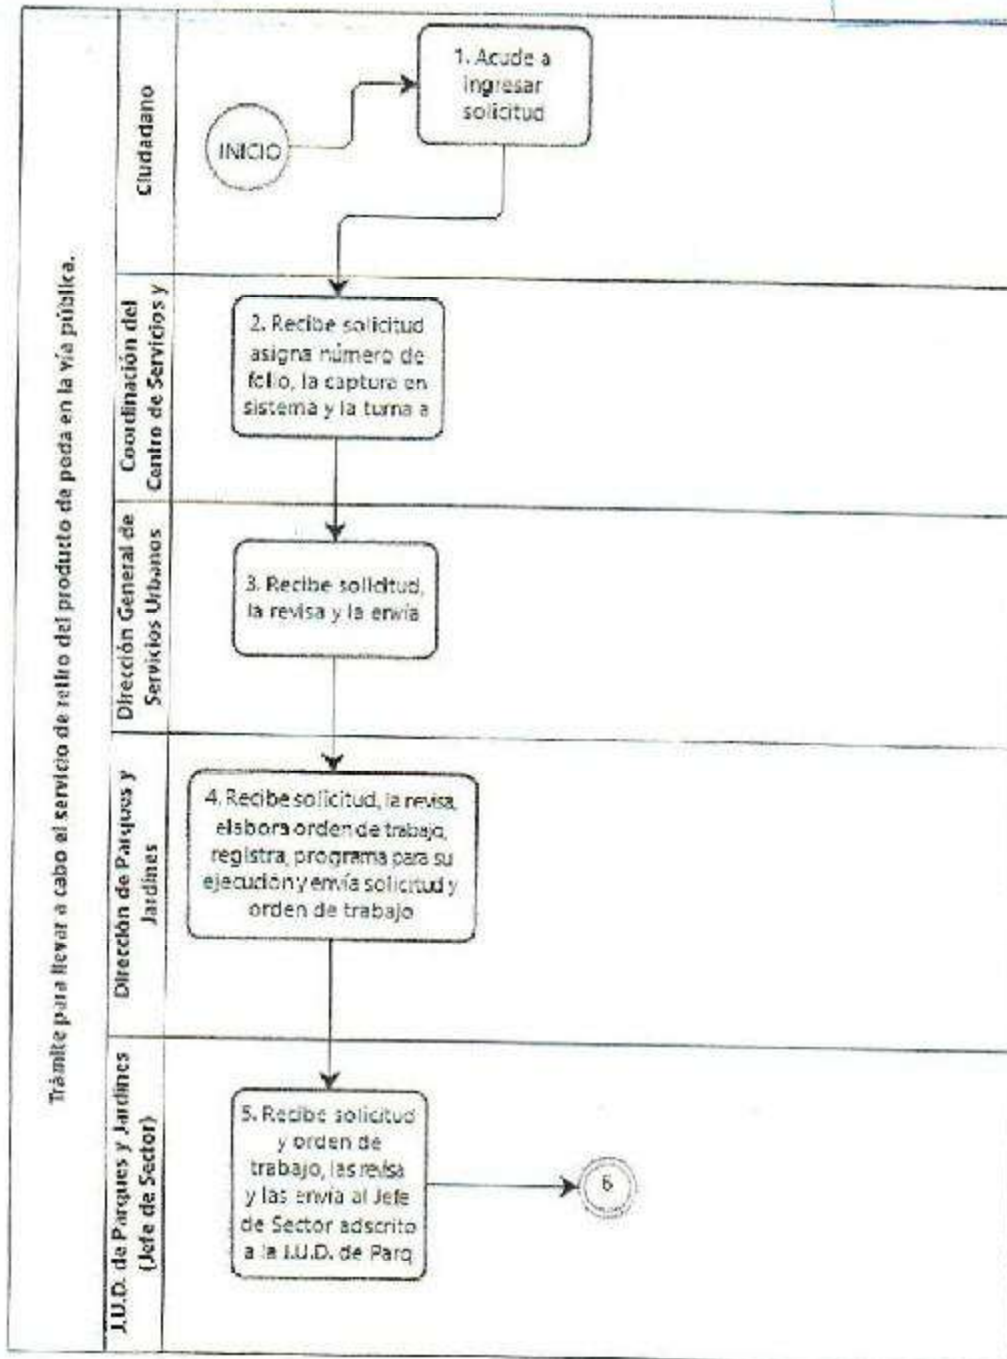 Trámite para llevar a cabo el servicio de retiro del producto de poda en la vía pública.
Ciudadano
INICIO
1. Acude a
ingresar
solicitud
Coordinación del
Centro de Servicios y
2. Recibe solicitud
asigna número de
folio, la captura en
sistema y la turna a
Dirección General de
Servicios Urbanos
3. Recibe solicitud,
la revisa y la envía
Dirección de Parques y
Jardines
4. Recibe solicitud, la revisa,
elabora orden de trabajo,
registra, programa para su
ejecución y envía solicitud y
orden de trabajo
J.U.D. de Parques y Jardines
(Jefe de Sector)
5. Recibe solicitud
y orden de
trabajo, las revisa
y las envía al Jefe
de Sector adscrito
a la J.U.D. de Parq
6